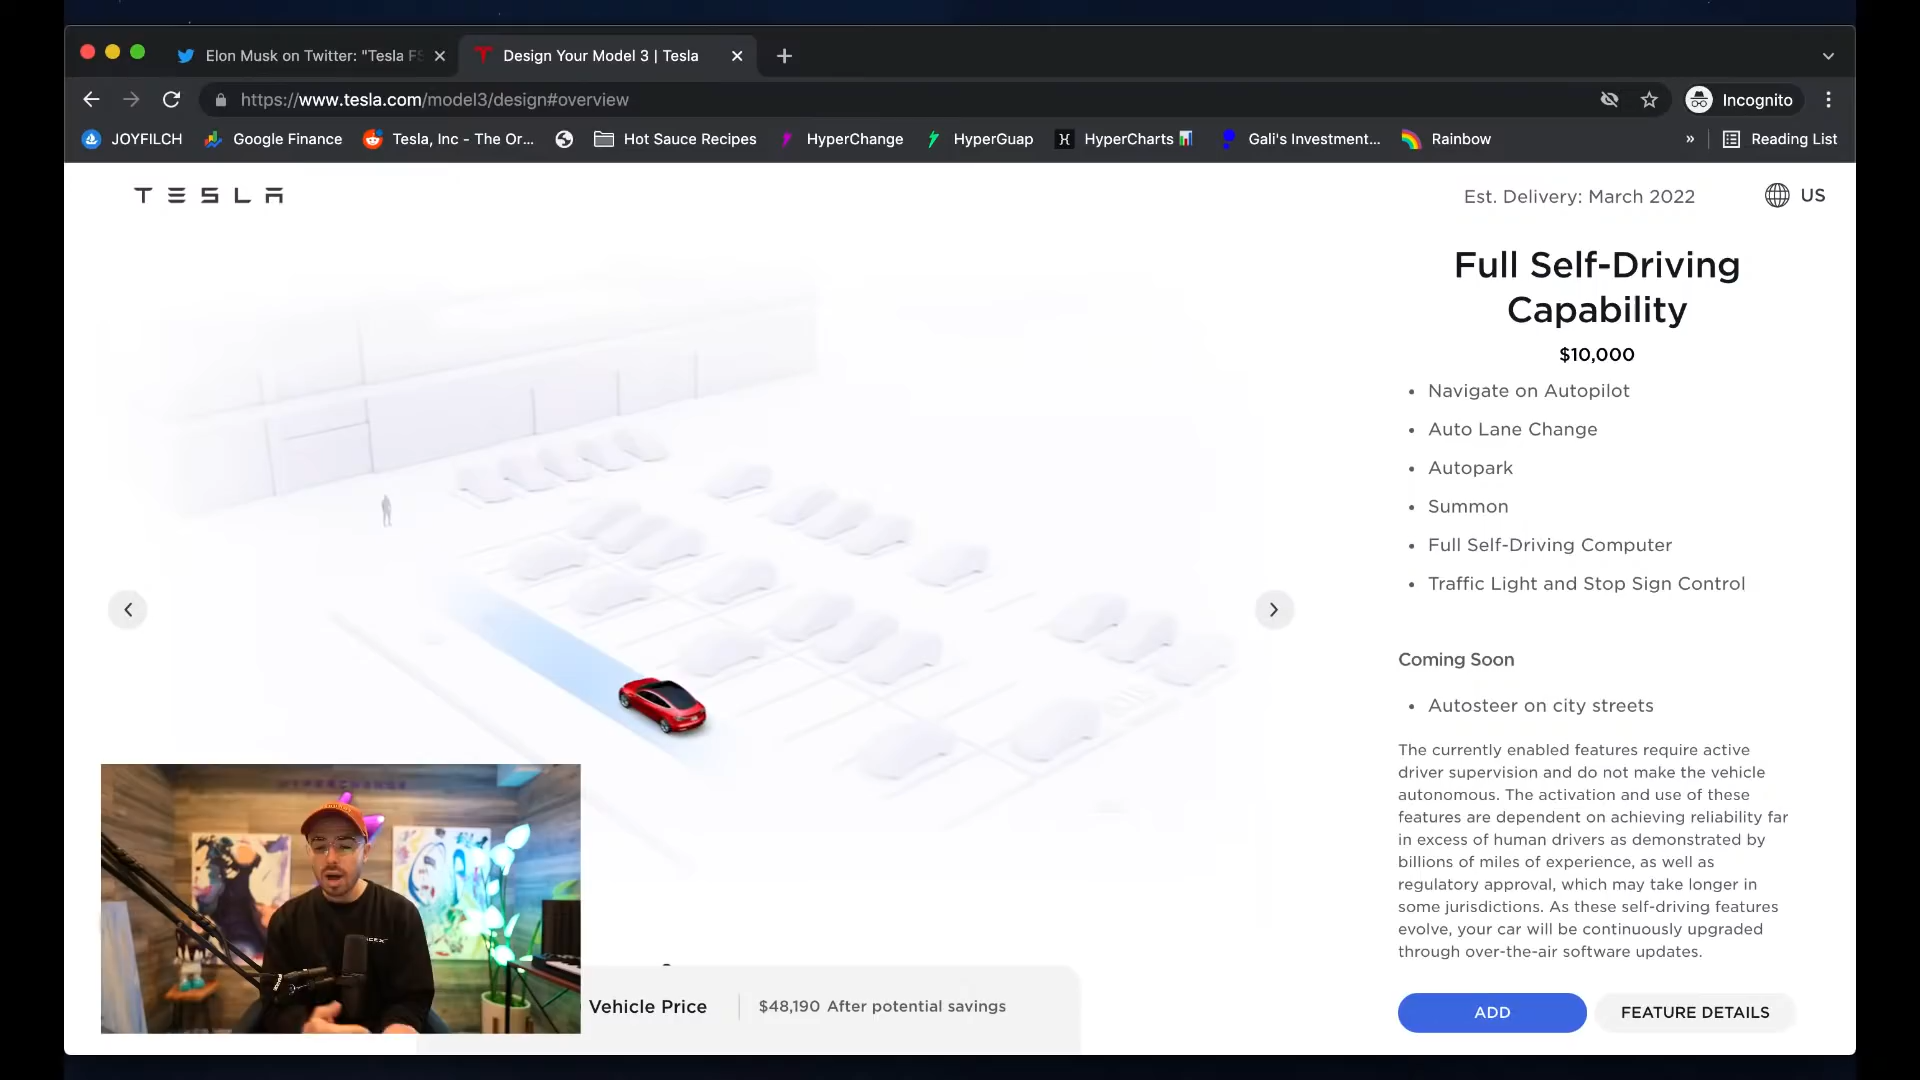 Elon Musk on Twitter: "Tesla FS
Design Your Model 3 | Tesla
https://www.tesla.com/model3/design#overview
Incognito
JOYFILCH
Google Finance
Tesla, Inc - The Or...
Hot Sauce Recipes
HyperChange
HyperGuap
HyperCharts
Gali's Investment...
Rainbow
»
Reading List
TESLA
Est. Delivery: March 2022
US
Full Self-Driving
Capability
$10,000
• Navigate on Autopilot
• Auto Lane Change
• Autopark
• Summon
• Full Self-Driving Computer
• Traffic Light and Stop Sign Control
Coming Soon
• Autosteer on city streets
The currently enabled features require active
driver supervision and do not make the vehicle
autonomous. The activation and use of these
features are dependent on achieving reliability far
in excess of human drivers as demonstrated by
billions of miles of experience, as well as
regulatory approval, which may take longer in
some jurisdictions. As these self-driving features
evolve, your car will be continuously upgraded
through over-the-air software updates.
Vehicle Price
$48,190 After potential savings
ADD
FEATURE DETAILS